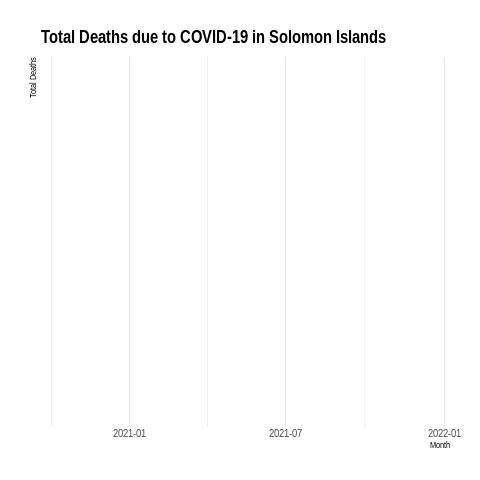 Total Deaths due to COVID-19 in Solomon Islands
Total Deaths
2021-01 2021-07 2022-01
Month